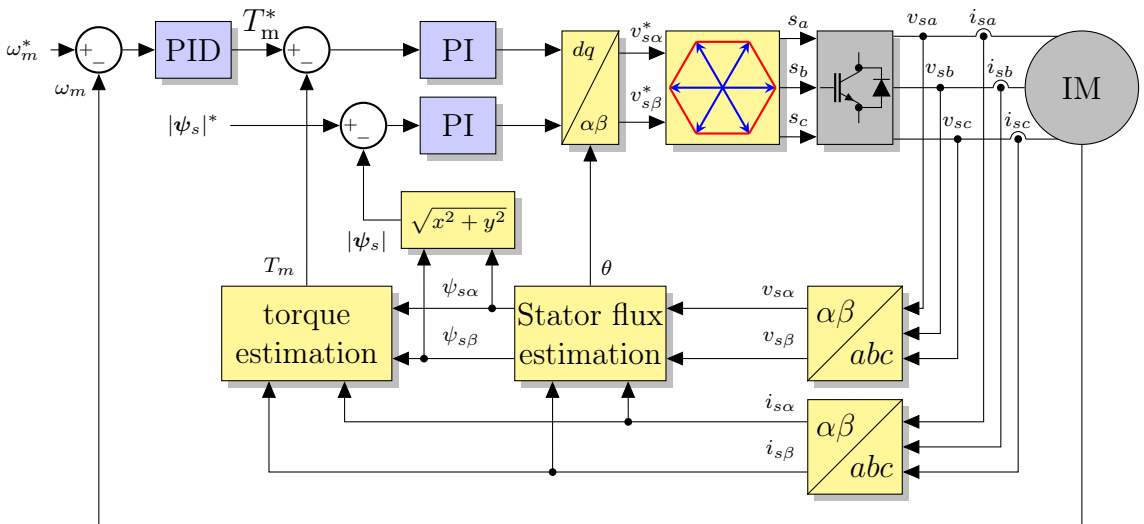 ω*m
+
−
ωm
PID
T*m
+
−
PI
|ψs|*
+
−
PI
dq
αβ
v*sα
v*sβ
sa
sb
sc
vsa
isa
vsb
isb
vsc
isc
IM
√x² + y²
|ψs|
Tm
θ
ψsα
ψsβ
torque
estimation
Stator flux
estimation
vsα
vsβ
αβ
abc
isα
isβ
αβ
abc